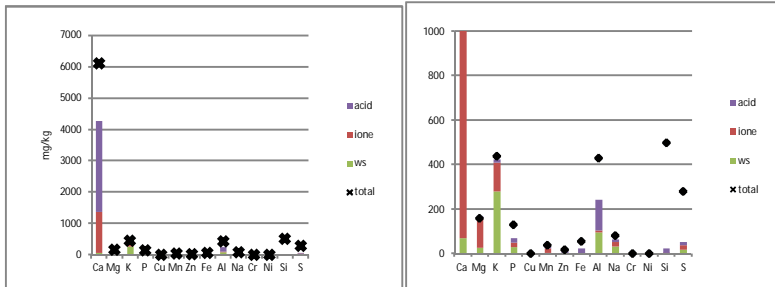 7000
6000
5000
4000
3000
2000
1000
0
mg/kg
Ca Mg K P Cu Mn Zn Fe Al Na Cr Ni Si S
acid
ione
ws
total
1000
800
600
400
200
0
Ca Mg K P Cu Mn Zn Fe Al Na Cr Ni Si S
acid
ione
ws
total